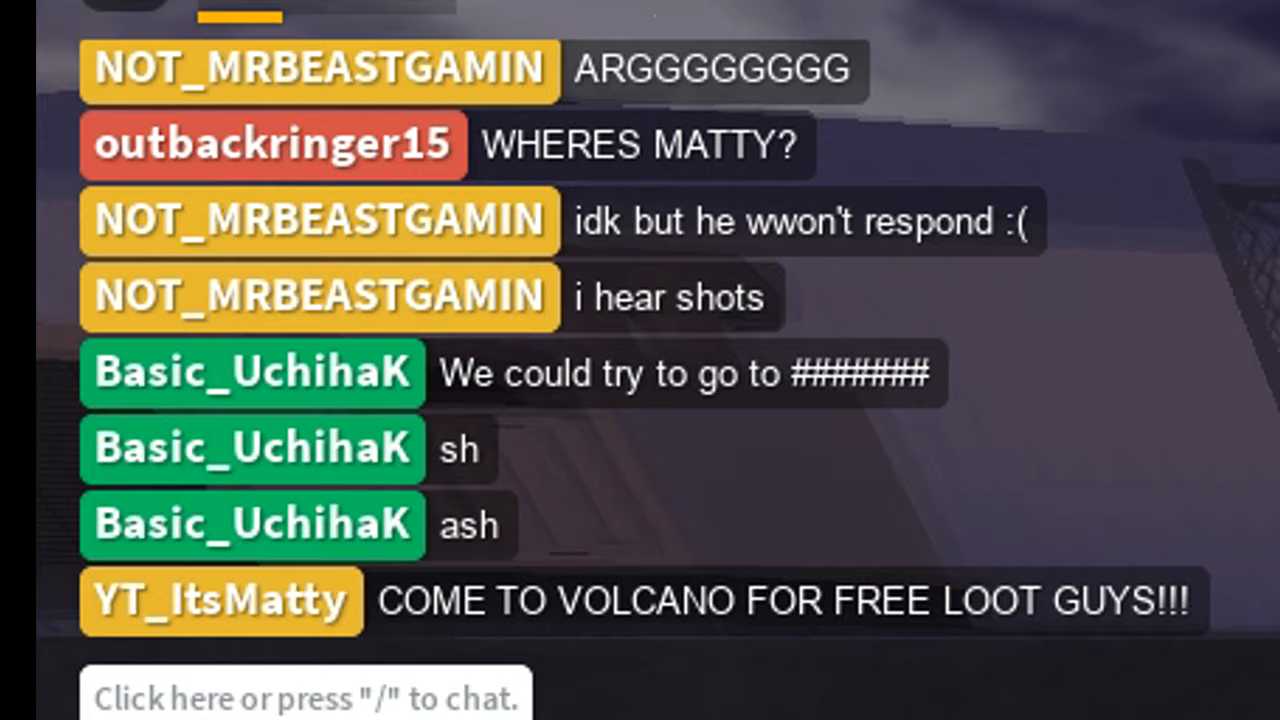 NOT_MRBEASTGAMIN ARGGGGGGGG
outbackringer15 WHERES MATTY?
NOT_MRBEASTGAMIN idk but he wwon't respond :(
NOT_MRBEASTGAMIN i hear shots
Basic_UchihaK We could try to go to #######
Basic_UchihaK sh
Basic_UchihaK ash
YT_ItsMatty COME TO VOLCANO FOR FREE LOOT GUYS!!!
Click here or press "/" to chat.